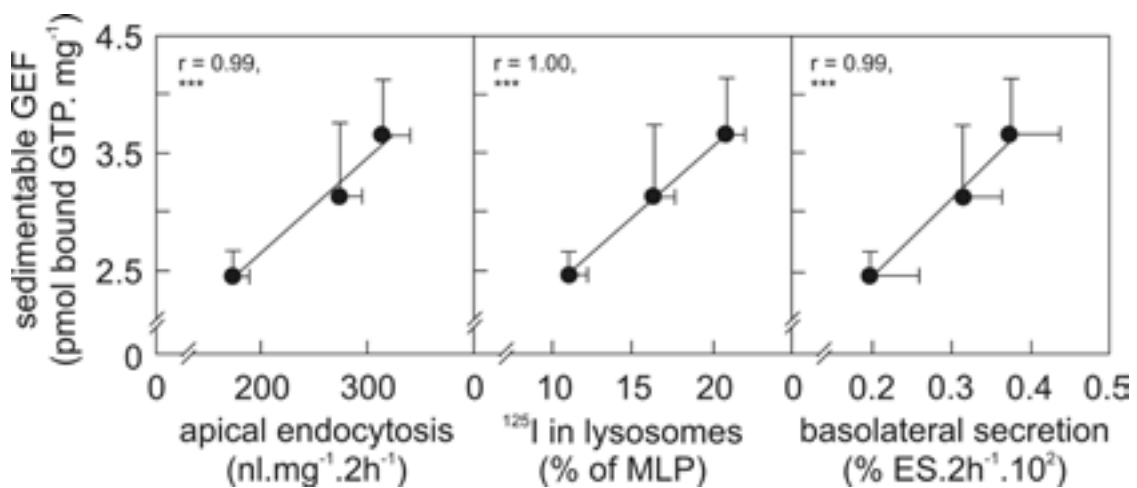 sedimentable GEF
(pmol bound GTP. mg⁻¹)
4.5
3.5
2.5
0
r = 0.99,
***
r = 1.00,
***
r = 0.99,
***
0 200 300
0 10 15 20
0 0.2 0.3 0.4 0.5
apical endocytosis
(nl.mg⁻¹.2h⁻¹)
¹²⁵I in lysosomes
(% of MLP)
basolateral secretion
(% ES.2h⁻¹.10²)